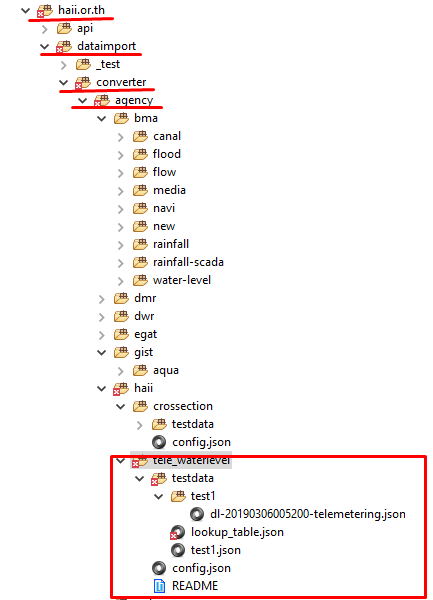 haii.or.th
api
dataimport
_test
converter
agency
bma
canal
flood
flow
media
navi
new
rainfall
rainfall-scada
water-level
dmr
dwr
egat
gist
aqua
haii
crossection
testdata
config.json
tele_waterlevel
testdata
test1
dl-20190306005200-telemetering.json
lookup_table.json
test1.json
config.json
README